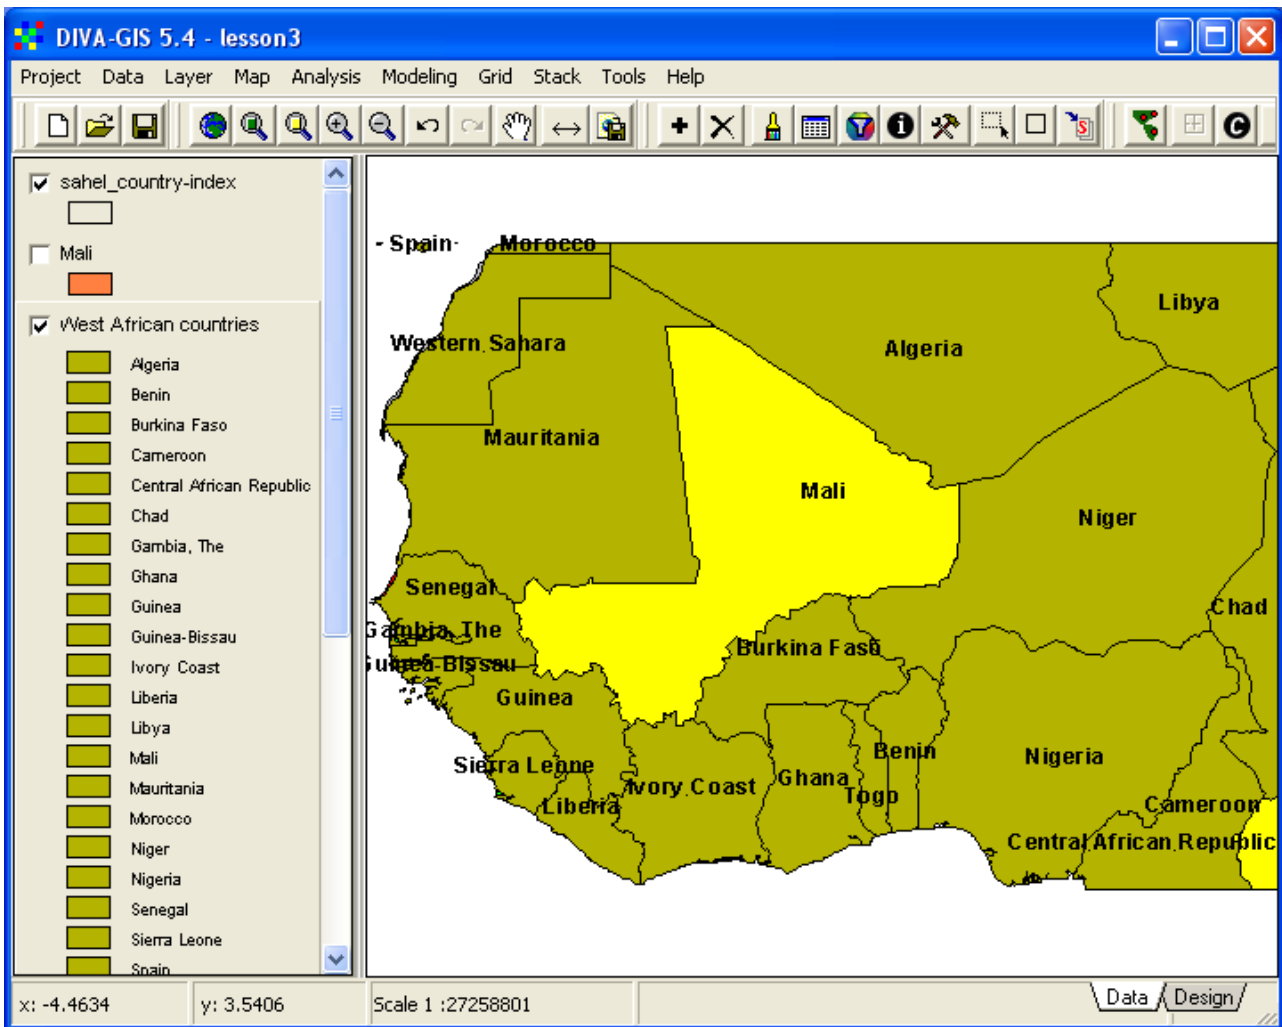 DIVA-GIS 5.4 - lesson3
Project Data Layer Map Analysis Modeling Grid Stack Tools Help
sahel_country-index
Mali
West African countries
Algeria
Benin
Burkina Faso
Cameroon
Central African Republic
Chad
Gambia, The
Ghana
Guinea
Guinea-Bissau
Ivory Coast
Liberia
Libya
Mali
Mauritania
Morocco
Niger
Nigeria
Senegal
Sierra Leone
Spain
Spain Morocco
Libya
Western Sahara
Algeria
Mauritania
Mali
Niger
Senegal
Chad
Gambia, The
Burkina Faso
Guinea-Bissau
Guinea
Benin
Nigeria
Sierra Leone
Ivory Coast
Ghana
Togo
Liberia
Cameroon
Central African Republic
x: -4.4634 y: 3.5406 Scale 1 :27258801 Data Design